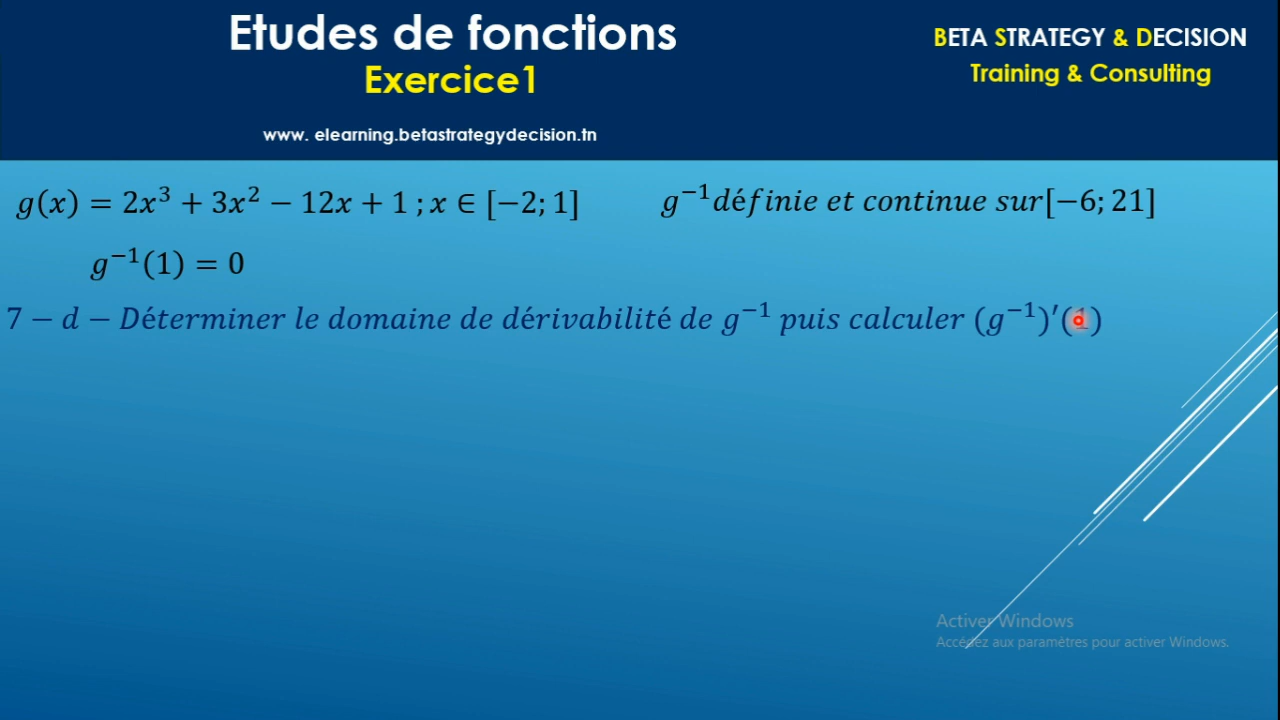 Etudes de fonctions
Exercice1
www. elearning.betastrategydecision.tn
BETA STRATEGY & DECISION
Training & Consulting
g(x) = 2x³ + 3x² − 12x + 1 ; x ∈ [−2; 1]
g⁻¹définie et continue sur[−6; 21]
g⁻¹(1) = 0
7 − d − Déterminer le domaine de dérivabilité de g⁻¹ puis calculer (g⁻¹)′(1)
Activer Windows
Accédez aux paramètres pour activer Windows.